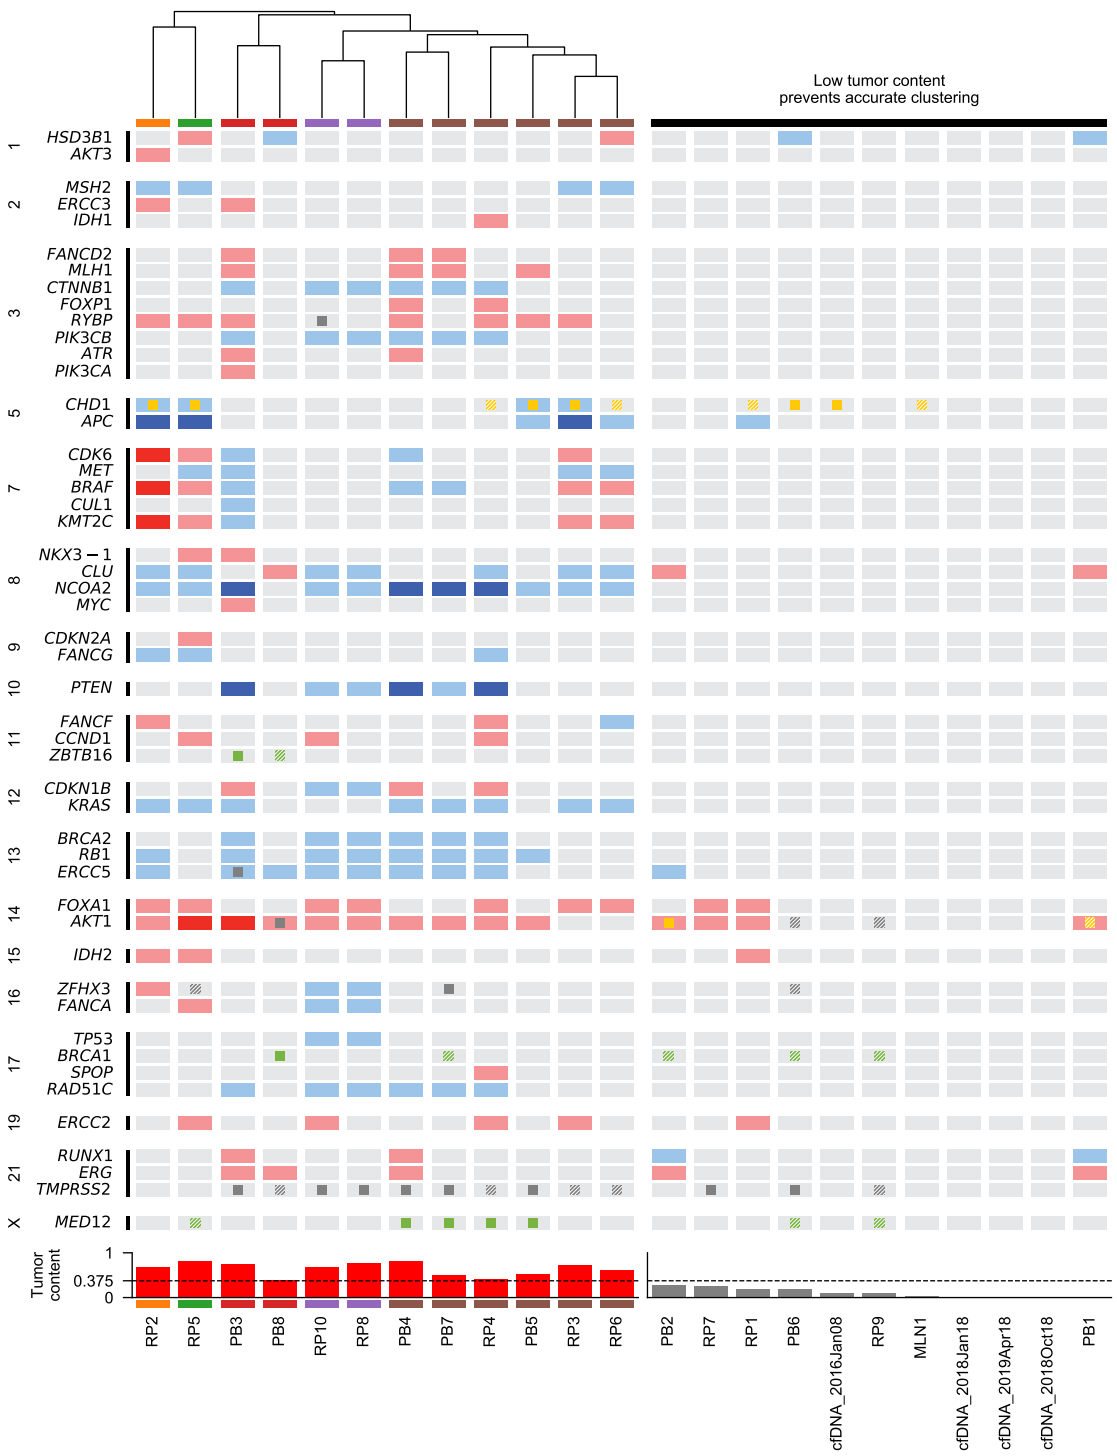 Low tumor content
prevents accurate clustering
1
HSD3B1
AKT3
2
MSH2
ERCC3
IDH1
3
FANCD2
MLH1
CTNNB1
FOXP1
RYBP
PIK3CB
ATR
PIK3CA
5
CHD1
APC
7
CDK6
MET
BRAF
CUL1
KMT2C
8
NKX3−1
CLU
NCOA2
MYC
9
CDKN2A
FANCG
10
PTEN
11
FANCF
CCND1
ZBTB16
12
CDKN1B
KRAS
13
BRCA2
RB1
ERCC5
14
FOXA1
AKT1
15
IDH2
16
ZFHX3
FANCA
17
TP53
BRCA1
SPOP
RAD51C
19
ERCC2
21
RUNX1
ERG
TMPRSS2
X
MED12
Tumor
content
1
0.375
0
RP2
RP5
PB3
PB8
RP10
RP8
PB4
PB7
RP4
PB5
RP3
RP6
PB2
RP7
RP1
PB6
cfDNA_2016Jan08
RP9
MLN1
cfDNA_2018Jan18
cfDNA_2019Apr18
cfDNA_2018Oct18
PB1